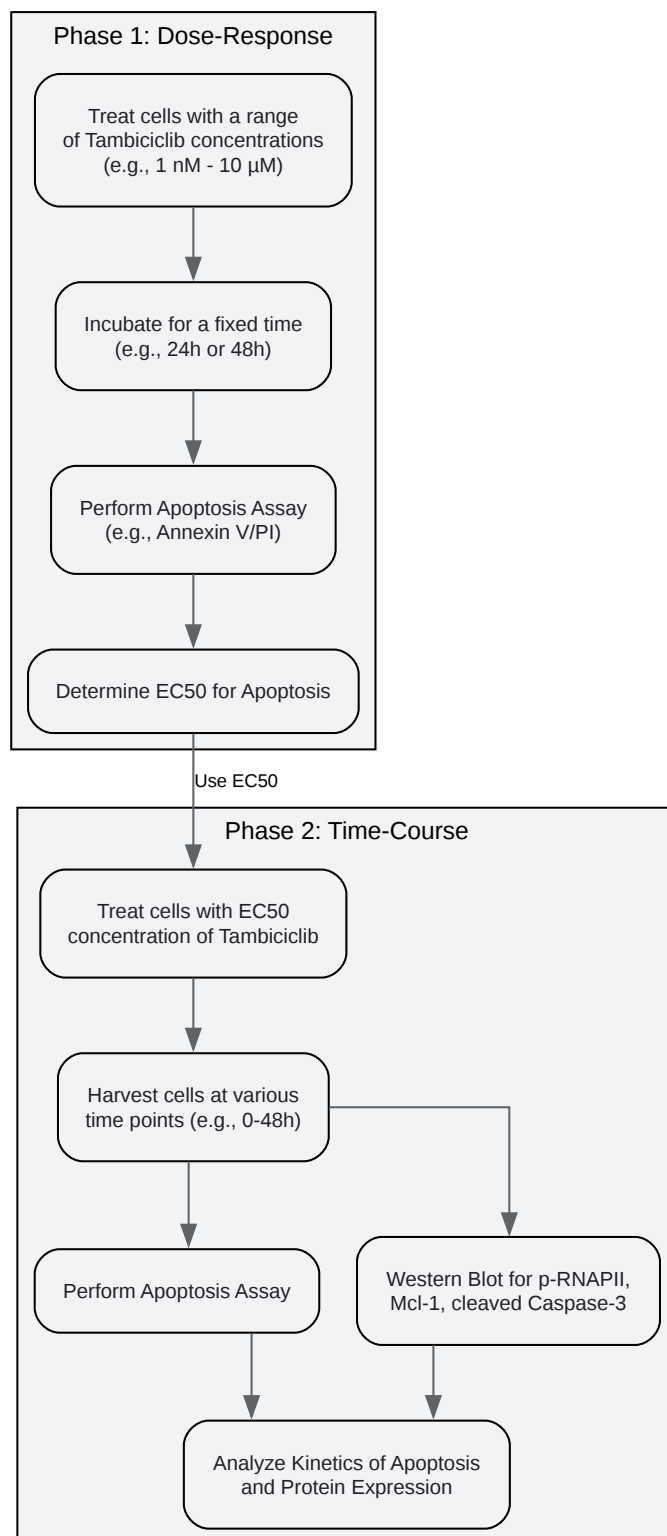 Phase 1: Dose-Response
Treat cells with a range
of Tambiciclib concentrations
(e.g., 1 nM - 10 µM)
Incubate for a fixed time
(e.g., 24h or 48h)
Perform Apoptosis Assay
(e.g., Annexin V/PI)
Determine EC50 for Apoptosis
Use EC50
Phase 2: Time-Course
Treat cells with EC50
concentration of Tambiciclib
Harvest cells at various
time points (e.g., 0-48h)
Perform Apoptosis Assay
Western Blot for p-RNAPII,
Mcl-1, cleaved Caspase-3
Analyze Kinetics of Apoptosis
and Protein Expression